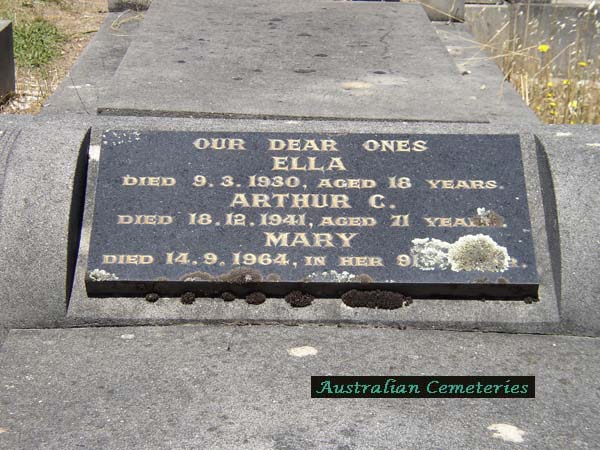 OUR DEAR ONES
ELLA
DIED 9.3.1930, AGED 18 YEARS.
ARTHUR C.
DIED 18.12.1941, AGED 71
MARY
DIED 14.9.1964, IN HER
Australian Cemeteries